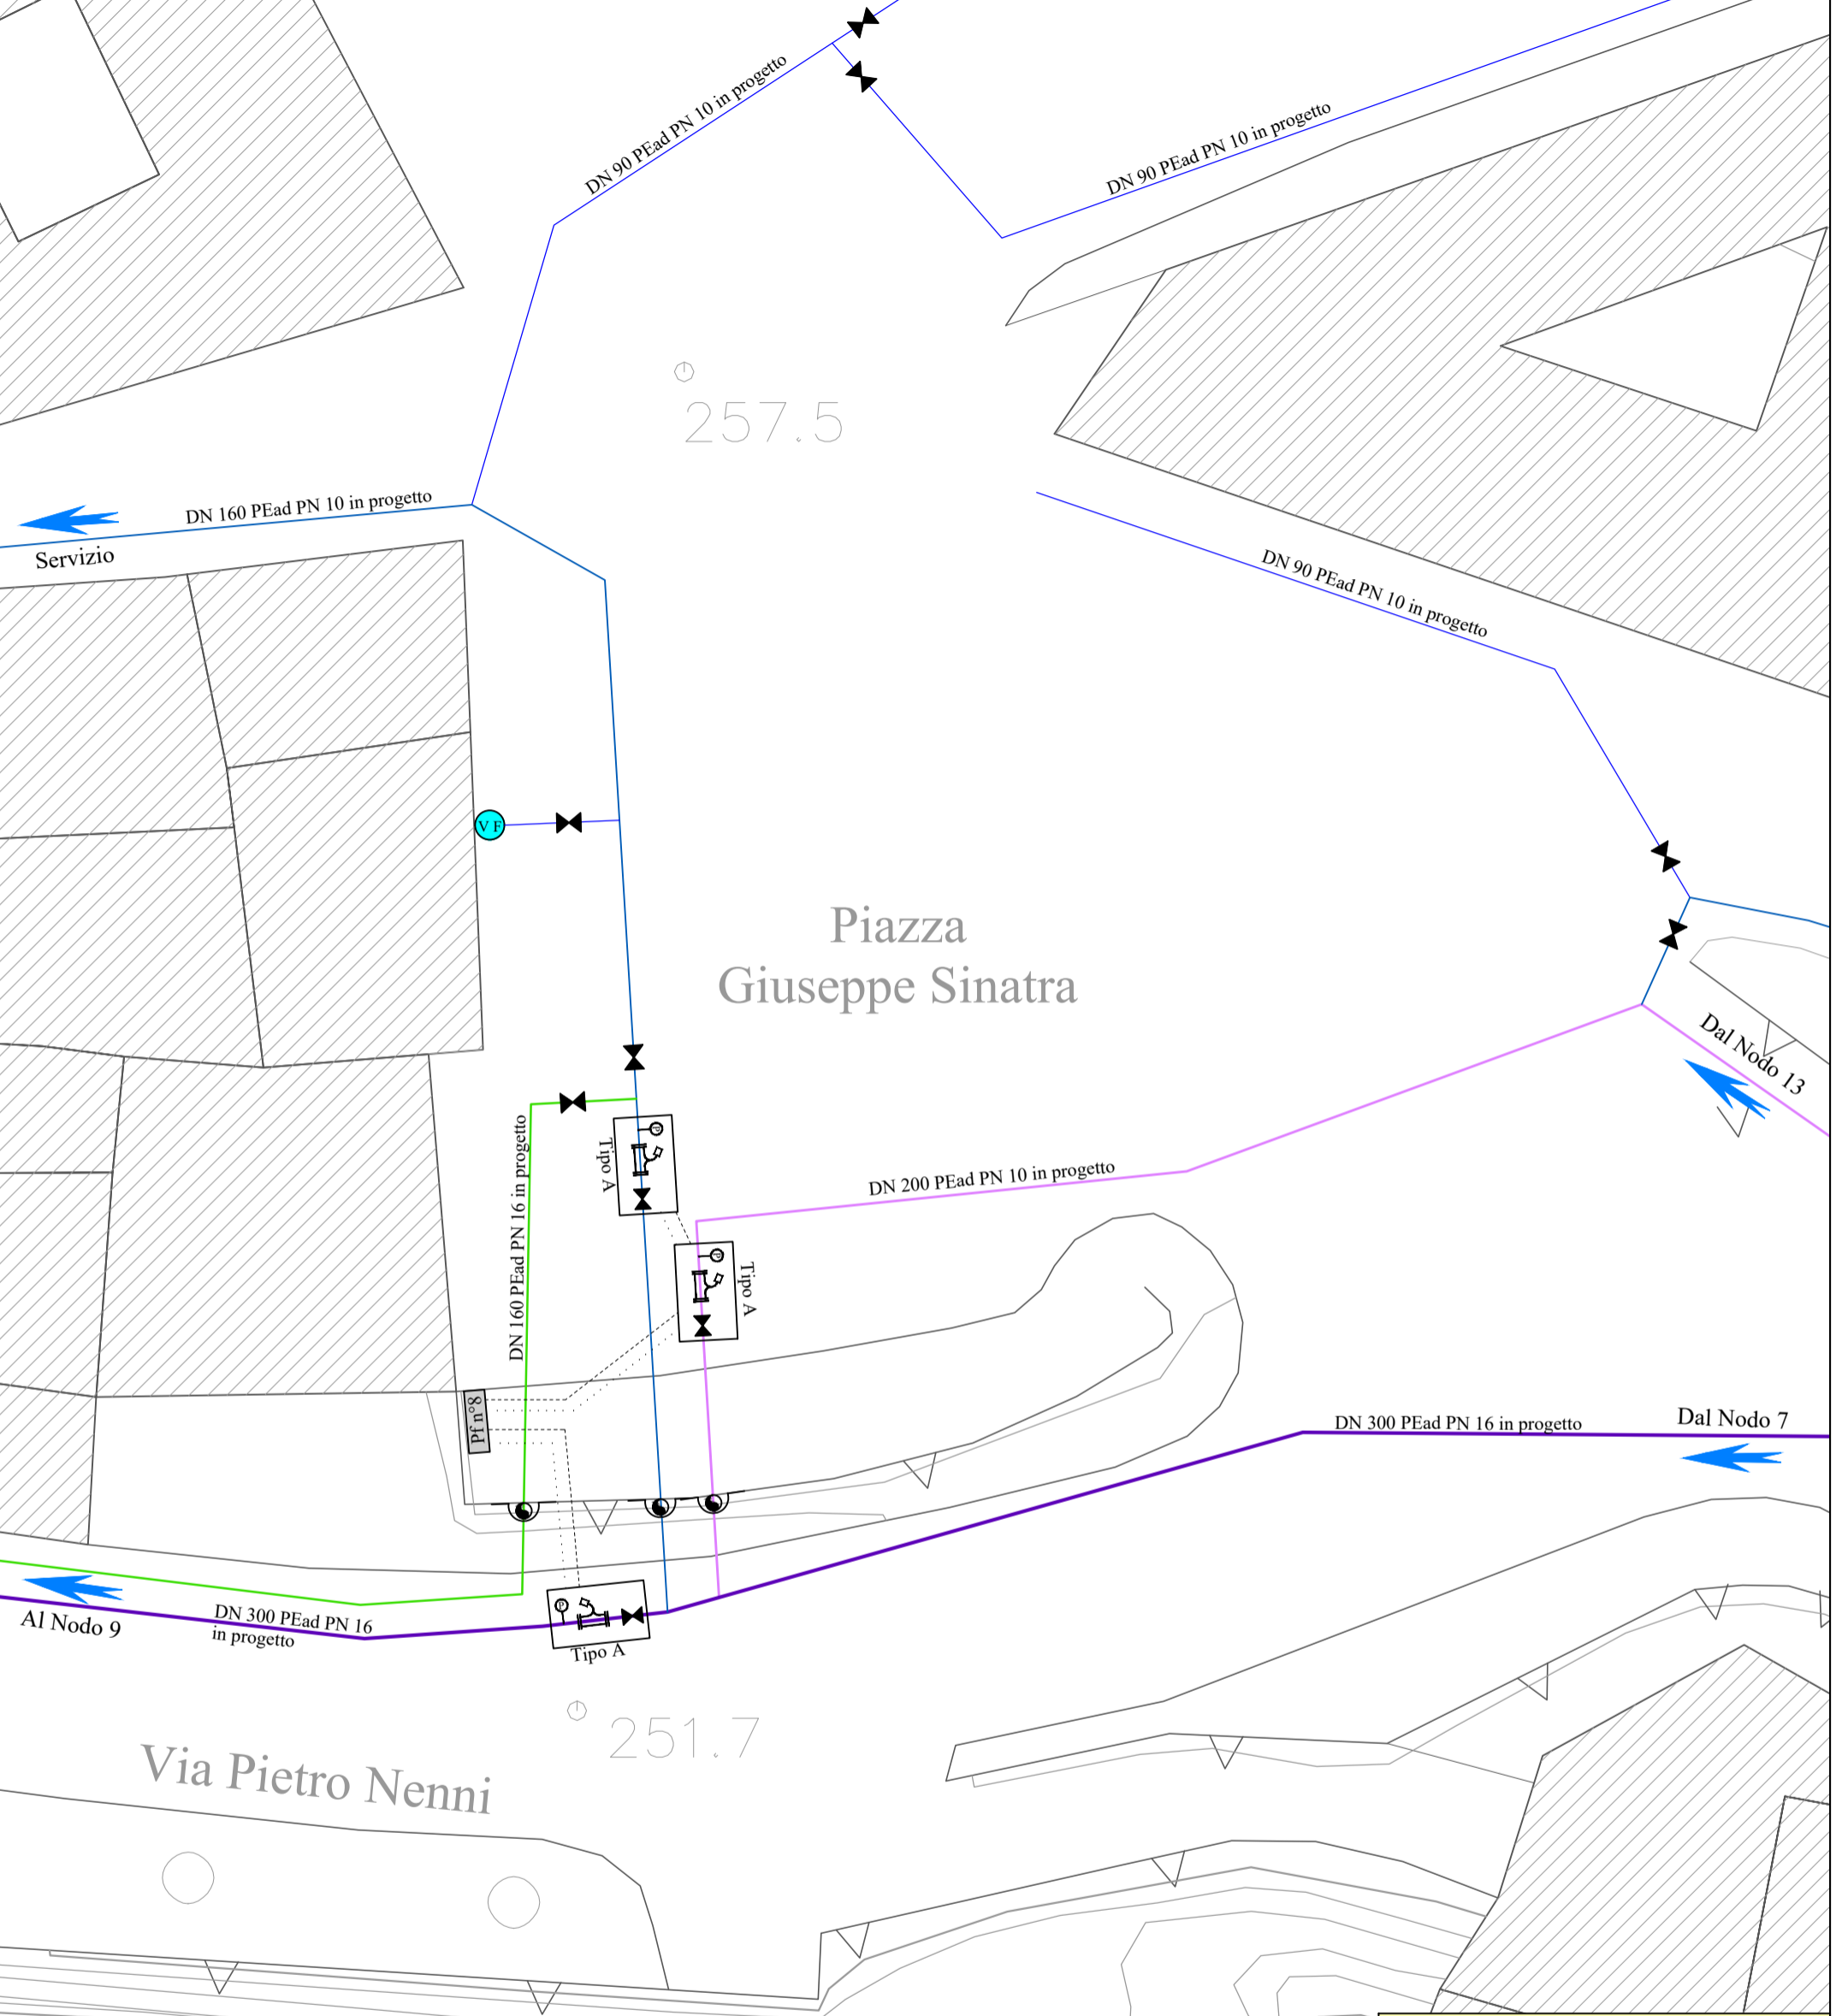 DN 90 PEad PN 10 in progetto
DN 90 PEad PN 10 in progetto
257.5
DN 160 PEad PN 10 in progetto
Servizio
DN 90 PEad PN 10 in progetto
V F
Piazza
Giuseppe Sinatra
Dal Nodo 13
DN 160 PEad PN 16 in progetto
P
Tipo A
DN 200 PEad PN 10 in progetto
P
Tipo A
Pf n°8
DN 300 PEad PN 16 in progetto
Dal Nodo 7
Al Nodo 9
DN 300 PEad PN 16
in progetto
P
Tipo A
251.7
Via Pietro Nenni